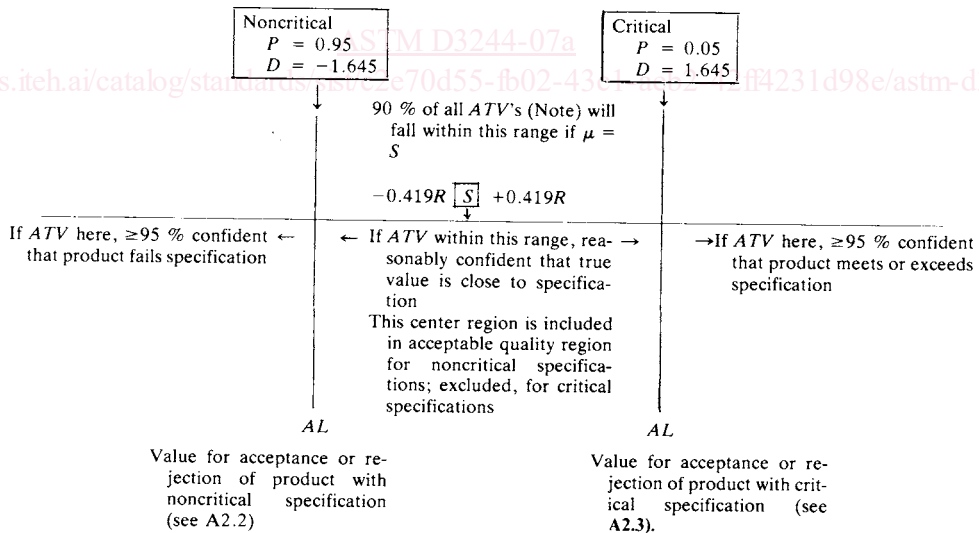 Noncritical
P = 0.95
D = −1.645
Critical
P = 0.05
D = 1.645
ASTM D3244-07a
90 % of all ATV's (Note) will
fall within this range if μ =
S
−0.419R S +0.419R
If ATV here, ≥95 % confident ←
that product fails specification
← If ATV within this range, rea- →
sonably confident that true
value is close to specifica-
tion
This center region is included
in acceptable quality region
for noncritical specifica-
tions; excluded, for critical
specifications
→If ATV here, ≥95 % confident
that product meets or exceeds
specification
AL
Value for acceptance or re-
jection of product with
noncritical specification
(see A2.2)
AL
Value for acceptance or re-
jection of product with crit-
ical specification (see
A2.3).